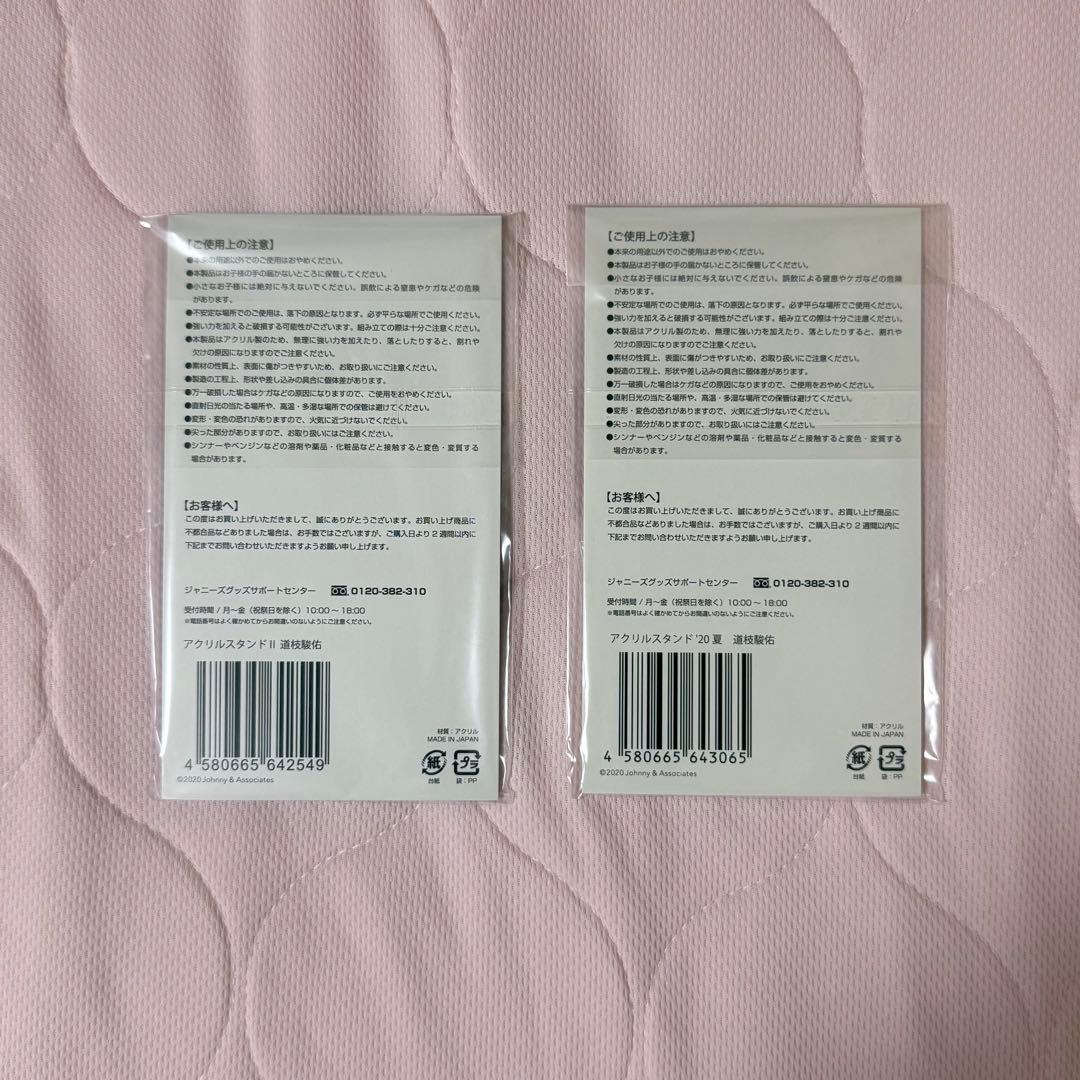 【ご使用上の注意】
●本来の用途以外でのご使用はおやめください。
●本製品はお子様の手の届かないところに保管してください。
●小さなお子様には絶対に与えないでください。誤飲による窒息やケガなどの危険
があります。
●不安定な場所でのご使用は、落下の原因となります。必ず平らな場所でご使用ください。
●強い力を加えると破損する可能性がございます。組み立ての際は十分ご注意ください。
●本製品はアクリル製のため、無理に強い力を加えたり、落としたりすると、割れや
欠けの原因になりますのでご注意ください。
●素材の性質上、表面に傷がつきやすいため、お取り扱いにご注意ください。
●製造の工程上、形状や差し込みの具合に個体差があります。
●万一破損した場合はケガなどの原因になりますので、ご使用をおやめください。
●直射日光の当たる場所や、高温・多湿な場所での保管は避けてください。
●変形・変色の恐れがありますので、火気に近づけないでください。
●尖った部分がありますので、お取り扱いにはご注意ください。
●シンナーやベンジンなどの溶剤や薬品・化粧品などと接触すると変色・変質する
場合があります。
【お客様へ】
この度はお買い上げいただきまして、誠にありがとうございます。お買い上げ商品に
不都合品などありました場合は、お手数ではございますが、ご購入日より2週間以内に
下記までお問い合わせいただきますようお願い申し上げます。
ジャニーズグッズサポートセンター 0120-382-310
受付時間 / 月～金（祝祭日を除く）10:00～18:00
※電話番号はよく確かめてからお間違いのないようにご注意ください。
アクリルスタンドⅡ 道枝駿佑
材質：アクリル
MADE IN JAPAN
4 580665 642549
紙 プラ
台紙 袋：PP
©2020 Johnny & Associates
【ご使用上の注意】
●本来の用途以外でのご使用はおやめください。
●本製品はお子様の手の届かないところに保管してください。
●小さなお子様には絶対に与えないでください。誤飲による窒息やケガなどの危険
があります。
●不安定な場所でのご使用は、落下の原因となります。必ず平らな場所でご使用ください。
●強い力を加えると破損する可能性がございます。組み立ての際は十分ご注意ください。
●本製品はアクリル製のため、無理に強い力を加えたり、落としたりすると、割れや
欠けの原因になりますのでご注意ください。
●素材の性質上、表面に傷がつきやすいため、お取り扱いにご注意ください。
●製造の工程上、形状や差し込みの具合に個体差があります。
●万一破損した場合はケガなどの原因になりますので、ご使用をおやめください。
●直射日光の当たる場所や、高温・多湿な場所での保管は避けてください。
●変形・変色の恐れがありますので、火気に近づけないでください。
●尖った部分がありますので、お取り扱いにはご注意ください。
●シンナーやベンジンなどの溶剤や薬品・化粧品などと接触すると変色・変質する
場合があります。
【お客様へ】
この度はお買い上げいただきまして、誠にありがとうございます。お買い上げ商品に
不都合品などありました場合は、お手数ではございますが、ご購入日より2週間以内に
下記までお問い合わせいただきますようお願い申し上げます。
ジャニーズグッズサポートセンター 0120-382-310
受付時間 / 月～金（祝祭日を除く）10:00～18:00
※電話番号はよく確かめてからお間違いのないようにご注意ください。
アクリルスタンド '20 夏 道枝駿佑
材質：アクリル
MADE IN JAPAN
4 580665 643065
紙 プラ
台紙 袋：PP
©2020 Johnny & Associates